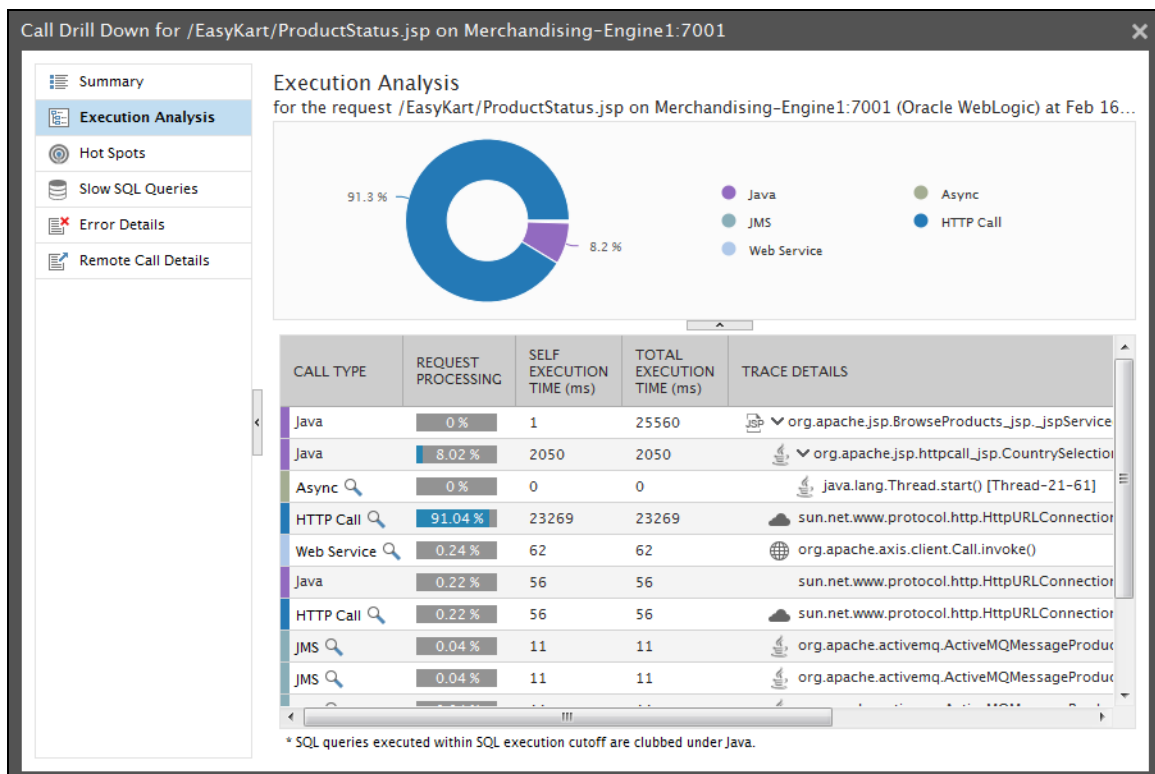 Call Drill Down for /EasyKart/ProductStatus.jsp on Merchandising-Engine1:7001
Summary
Execution Analysis
Hot Spots
Slow SQL Queries
Error Details
Remote Call Details
Execution Analysis
for the request /EasyKart/ProductStatus.jsp on Merchandising-Engine1:7001 (Oracle WebLogic) at Feb 16...
91.3 %
8.2 %
Java
Async
JMS
HTTP Call
Web Service
CALL TYPE REQUEST PROCESSING SELF EXECUTION TIME (ms) TOTAL EXECUTION TIME (ms) TRACE DETAILS
Java 0 % 1 25560 JSP org.apache.jsp.BrowseProducts_jsp._jspService
Java 8.02 % 2050 2050 org.apache.jsp.httpcall_jsp.CountrySelection
Async 0 % 0 0 java.lang.Thread.start() [Thread-21-61]
HTTP Call 91.04 % 23269 23269 sun.net.www.protocol.http.HttpURLConnection
Web Service 0.24 % 62 62 org.apache.axis.client.Call.invoke()
Java 0.22 % 56 56 sun.net.www.protocol.http.HttpURLConnection
HTTP Call 0.22 % 56 56 sun.net.www.protocol.http.HttpURLConnection
JMS 0.04 % 11 11 org.apache.activemq.ActiveMQMessageProduc
JMS 0.04 % 11 11 org.apache.activemq.ActiveMQMessageProduc
* SQL queries executed within SQL execution cutoff are clubbed under Java.